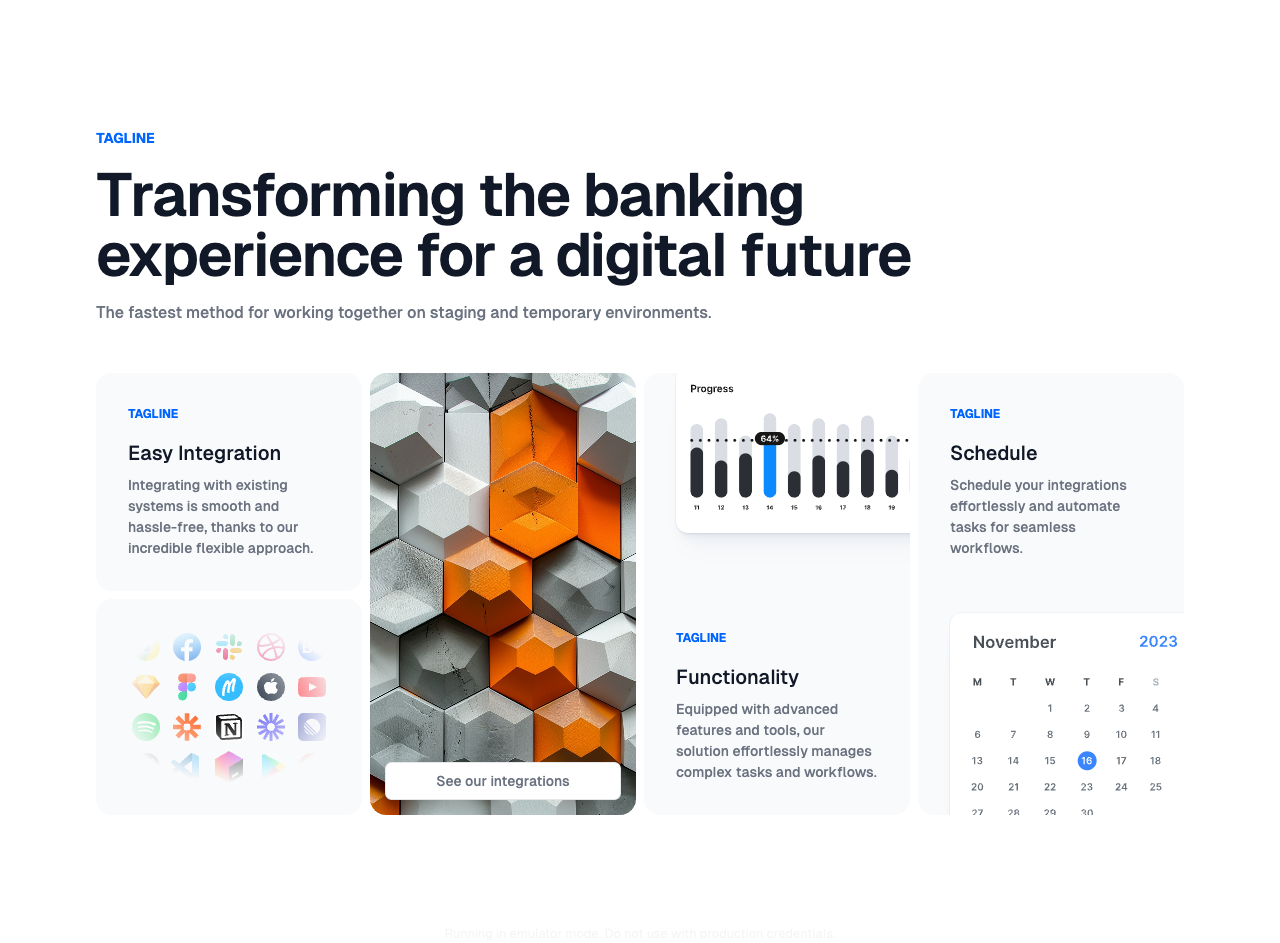 TAGLINE
Transforming the banking
experience for a digital future
The fastest method for working together on staging and temporary environments.
TAGLINE
Easy Integration
Integrating with existing
systems is smooth and
hassle-free, thanks to our
incredible flexible approach.
N
See our integrations
Progress
64%
11 12 13 14 15 16 17 18 19
TAGLINE
Functionality
Equipped with advanced
features and tools, our
solution effortlessly manages
complex tasks and workflows.
TAGLINE
Schedule
Schedule your integrations
effortlessly and automate
tasks for seamless
workflows.
November 2023
M T W T F S
1 2 3 4
6 7 8 9 10 11
13 14 15 16 17 18
20 21 22 23 24 25
27 28 29 30
Running in emulator mode. Do not use with production credentials.